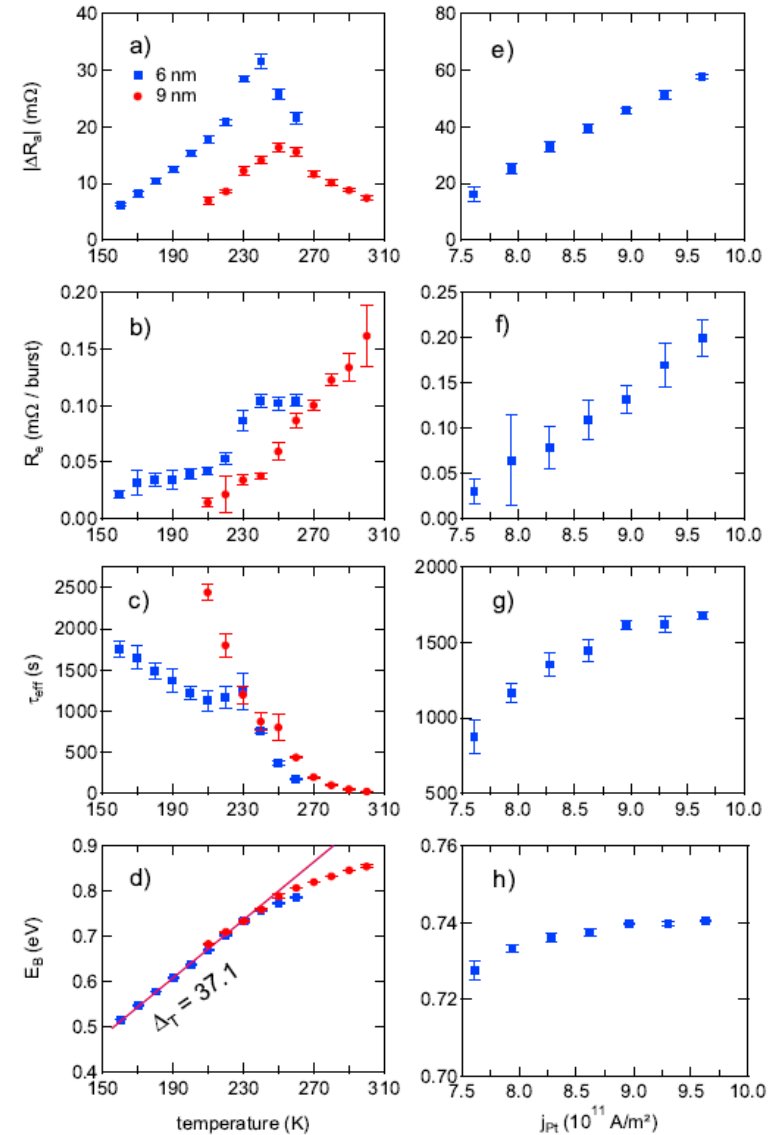 a)
6 nm
9 nm
|ΔRₐ| (mΩ)
40
30
20
10
0
150 190 230 270 310
e)
80
60
40
20
0
7.5 8.0 8.5 9.0 9.5 10.0
b)
Rₑ (mΩ / burst)
0.20
0.15
0.10
0.05
0.00
150 190 230 270 310
f)
0.25
0.20
0.15
0.10
0.05
0.00
7.5 8.0 8.5 9.0 9.5 10.0
c)
τ_eff (s)
2500
2000
1500
1000
500
0
150 190 230 270 310
g)
2000
1500
1000
500
7.5 8.0 8.5 9.0 9.5 10.0
d)
E_B (eV)
0.9
0.8
0.7
0.6
0.5
0.4
Δ_T = 37.1
150 190 230 270 310
temperature (K)
h)
0.76
0.74
0.72
0.70
7.5 8.0 8.5 9.0 9.5 10.0
j_Pt (10¹¹ A/m²)